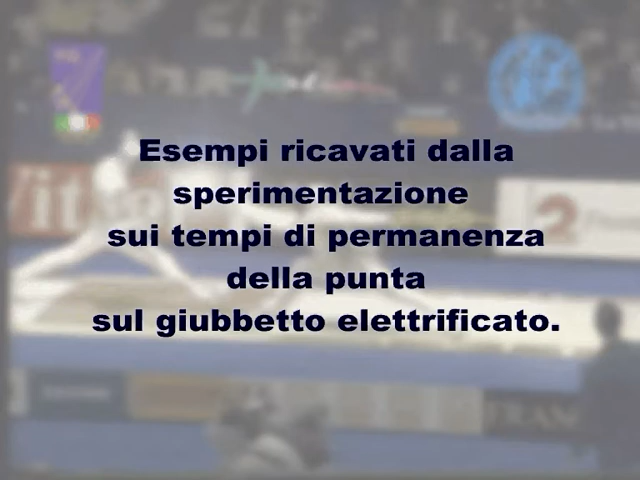 Esempi ricavati dalla
sperimentazione
sui tempi di permanenza
della punta
sul giubbetto elettrificato.